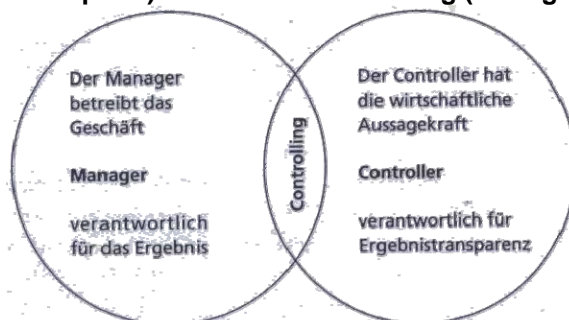 Der Manager
betreibt das
Geschäft
Manager
verantwortlich
für das Ergebnis
Controlling
Der Controller hat
die wirtschaftliche
Aussagekraft
Controller
verantwortlich für
Ergebnistransparenz